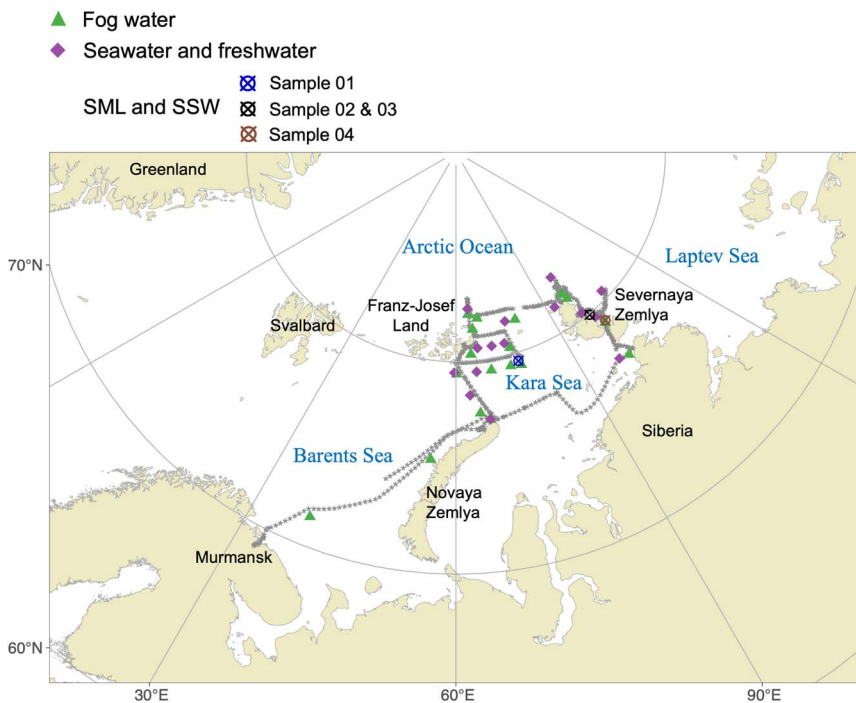 Fog water
Seawater and freshwater
SML and SSW
Sample 01
Sample 02 & 03
Sample 04
Greenland
Arctic Ocean
Laptev Sea
70°N
Franz-Josef
Land
Severnaya
Zemlya
Svalbard
Kara Sea
Siberia
Barents Sea
Novaya
Zemlya
Murmansk
60°N
30°E
60°E
90°E